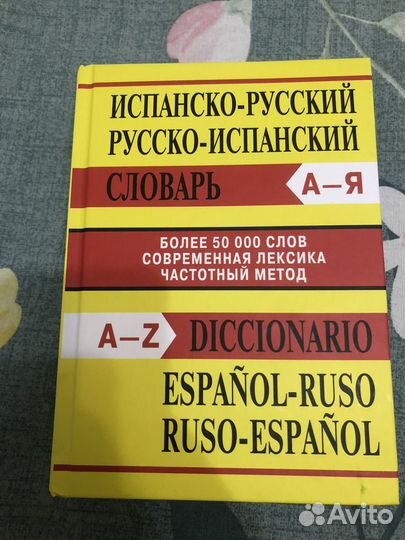 ИСПАНСКО-РУССКИЙ
РУССКО-ИСПАНСКИЙ
СЛОВАРЬ А—Я
БОЛЕЕ 50 000 СЛОВ
СОВРЕМЕННАЯ ЛЕКСИКА
ЧАСТОТНЫЙ МЕТОД
A—Z DICCIONARIO
ESPAÑOL-RUSO
RUSO-ESPAÑOL
Avito